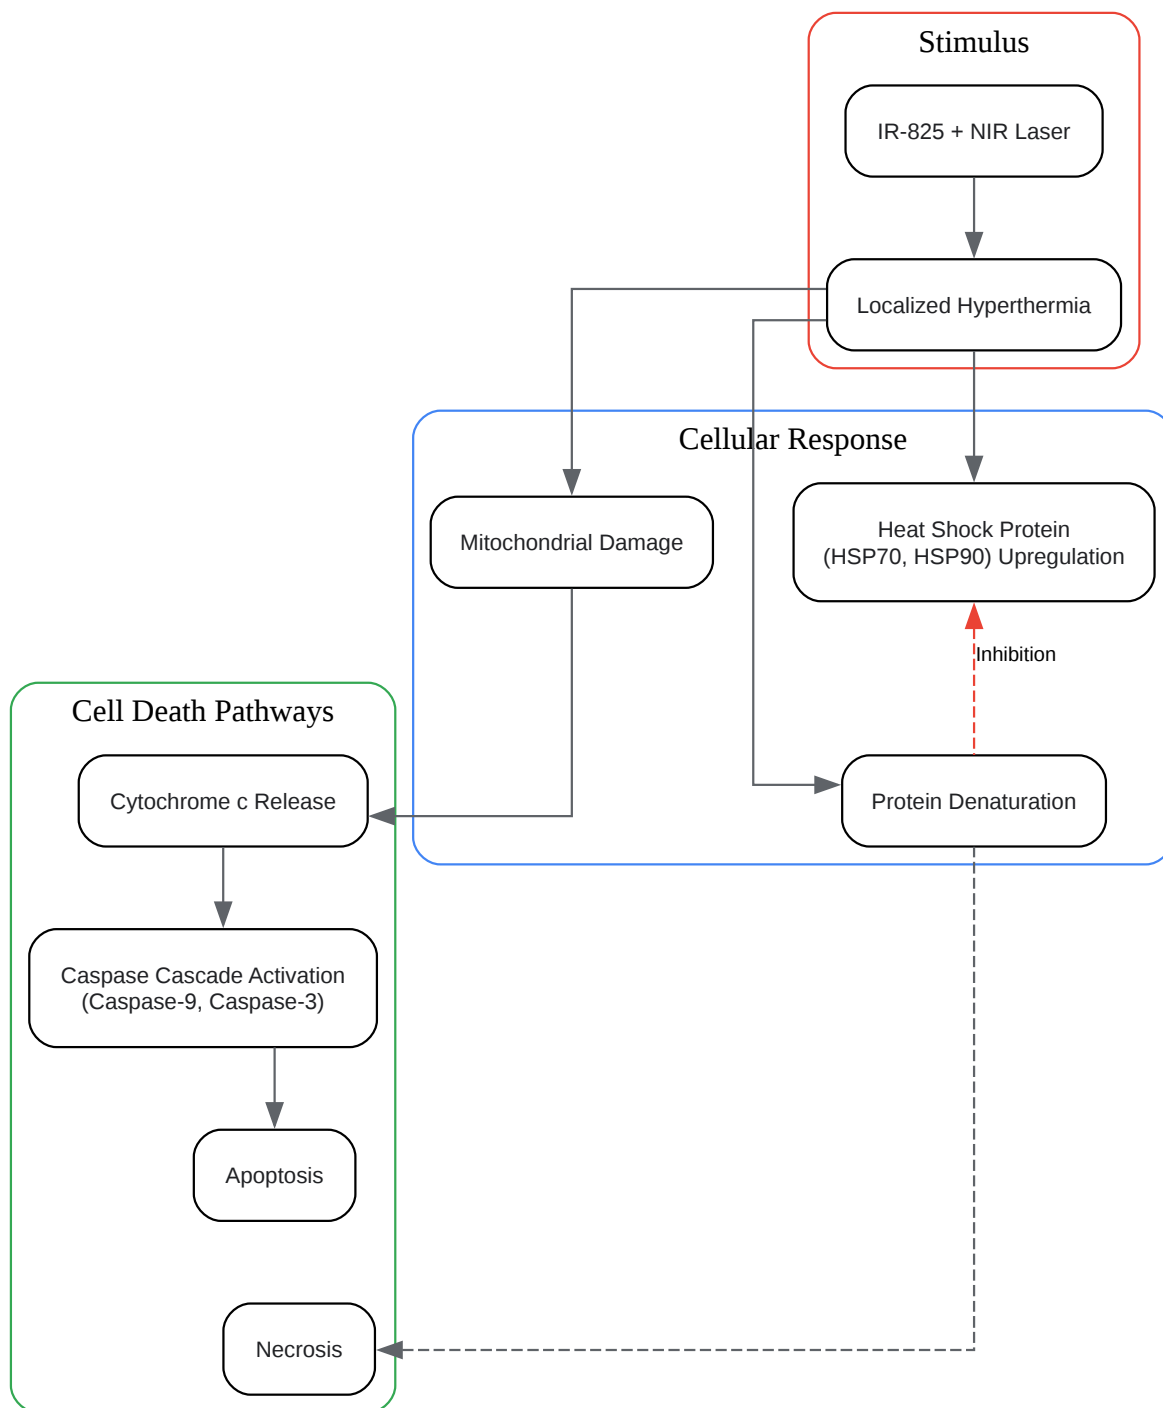 Stimulus
IR-825 + NIR Laser
Localized Hyperthermia
Cellular Response
Mitochondrial Damage
Heat Shock Protein
(HSP70, HSP90) Upregulation
Inhibition
Protein Denaturation
Cell Death Pathways
Cytochrome c Release
Caspase Cascade Activation
(Caspase-9, Caspase-3)
Apoptosis
Necrosis